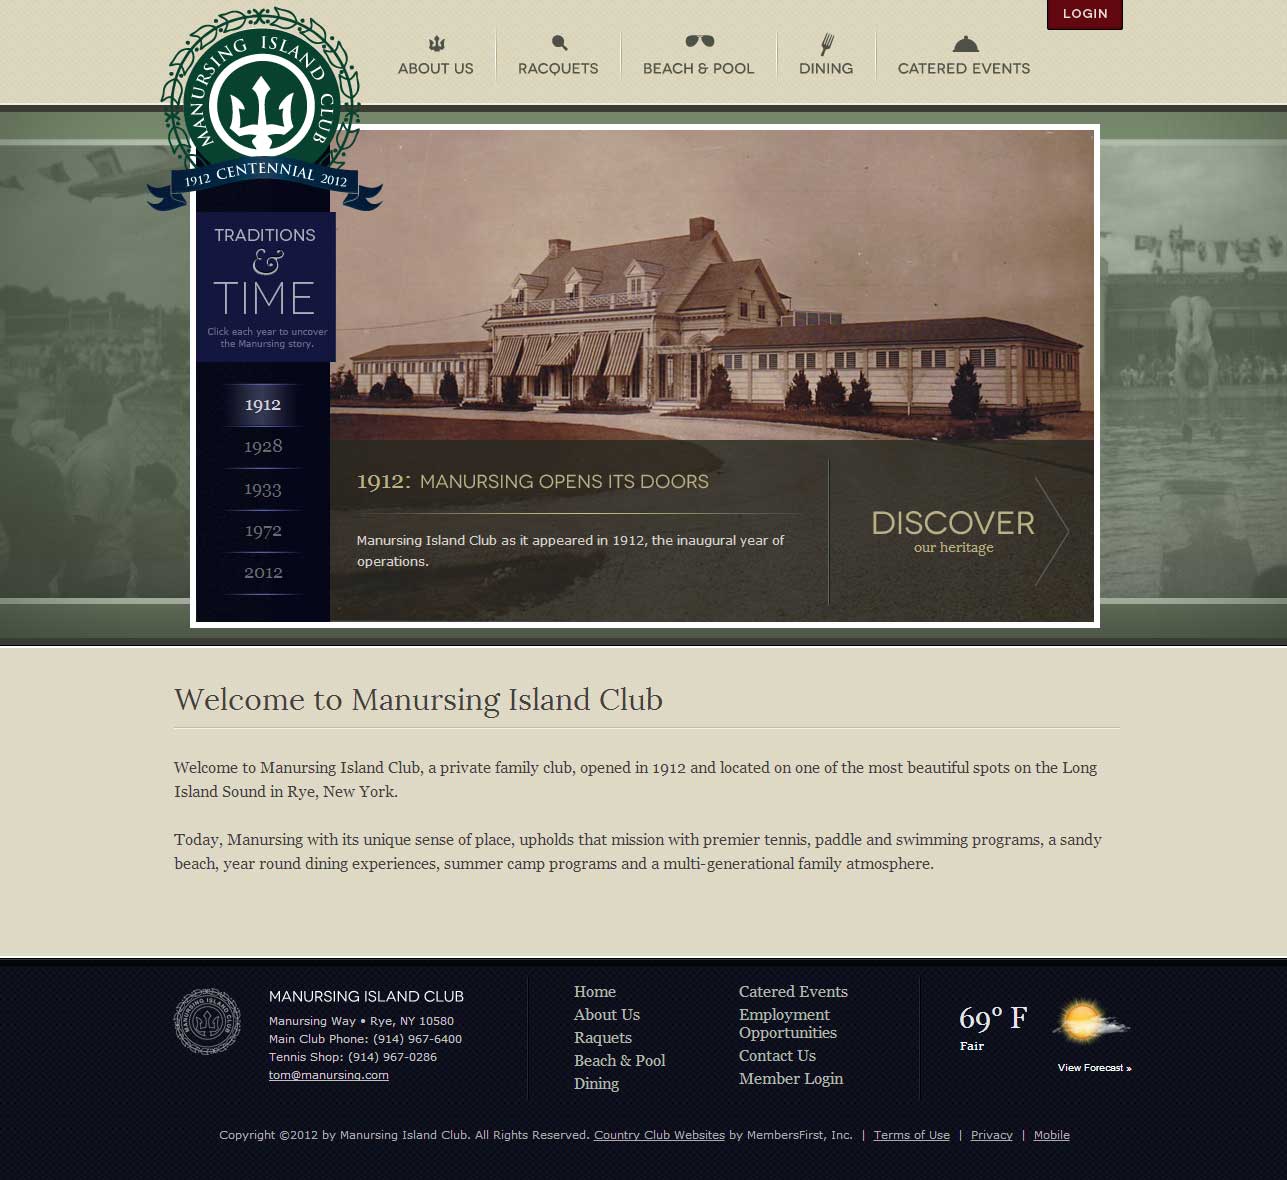 LOGIN
MANURSING ISLAND CLUB
1912 CENTENNIAL 2012
ABOUT US
RACQUETS
BEACH & POOL
DINING
CATERED EVENTS
TRADITIONS
&
TIME
Click each year to uncover
the Manursing story.
1912
1928
1933
1972
2012
1912: MANURSING OPENS ITS DOORS
Manursing Island Club as it appeared in 1912, the inaugural year of
operations.
DISCOVER
our heritage
Welcome to Manursing Island Club
Welcome to Manursing Island Club, a private family club, opened in 1912 and located on one of the most beautiful spots on the Long
Island Sound in Rye, New York.
Today, Manursing with its unique sense of place, upholds that mission with premier tennis, paddle and swimming programs, a sandy
beach, year round dining experiences, summer camp programs and a multi-generational family atmosphere.
MANURSING ISLAND CLUB
MANURSING ISLAND CLUB
Manursing Way • Rye, NY 10580
Main Club Phone: (914) 967-6400
Tennis Shop: (914) 967-0286
tom@manursing.com
Home
About Us
Raquets
Beach & Pool
Dining
Catered Events
Employment
Opportunities
Contact Us
Member Login
69° F
Fair
View Forecast »
Copyright ©2012 by Manursing Island Club. All Rights Reserved. Country Club Websites by MembersFirst, Inc. | Terms of Use | Privacy | Mobile